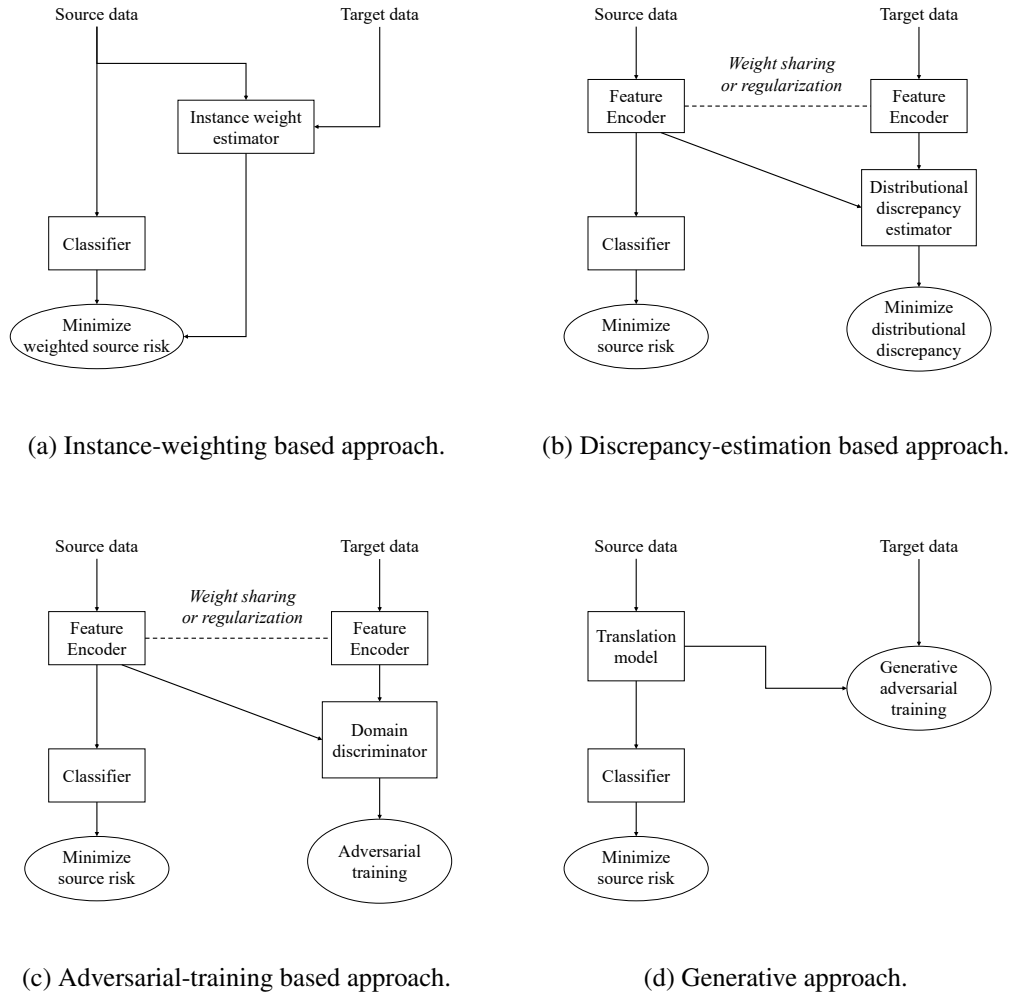 Source data
Target data
Instance weight
estimator
Classifier
Minimize
weighted source risk
(a) Instance-weighting based approach.
Source data
Target data
Weight sharing
or regularization
Feature
Encoder
Feature
Encoder
Distributional
discrepancy
estimator
Classifier
Minimize
source risk
Minimize
distributional
discrepancy
(b) Discrepancy-estimation based approach.
Source data
Target data
Weight sharing
or regularization
Feature
Encoder
Feature
Encoder
Domain
discriminator
Classifier
Minimize
source risk
Adversarial
training
(c) Adversarial-training based approach.
Source data
Target data
Translation
model
Generative
adversarial
training
Classifier
Minimize
source risk
(d) Generative approach.